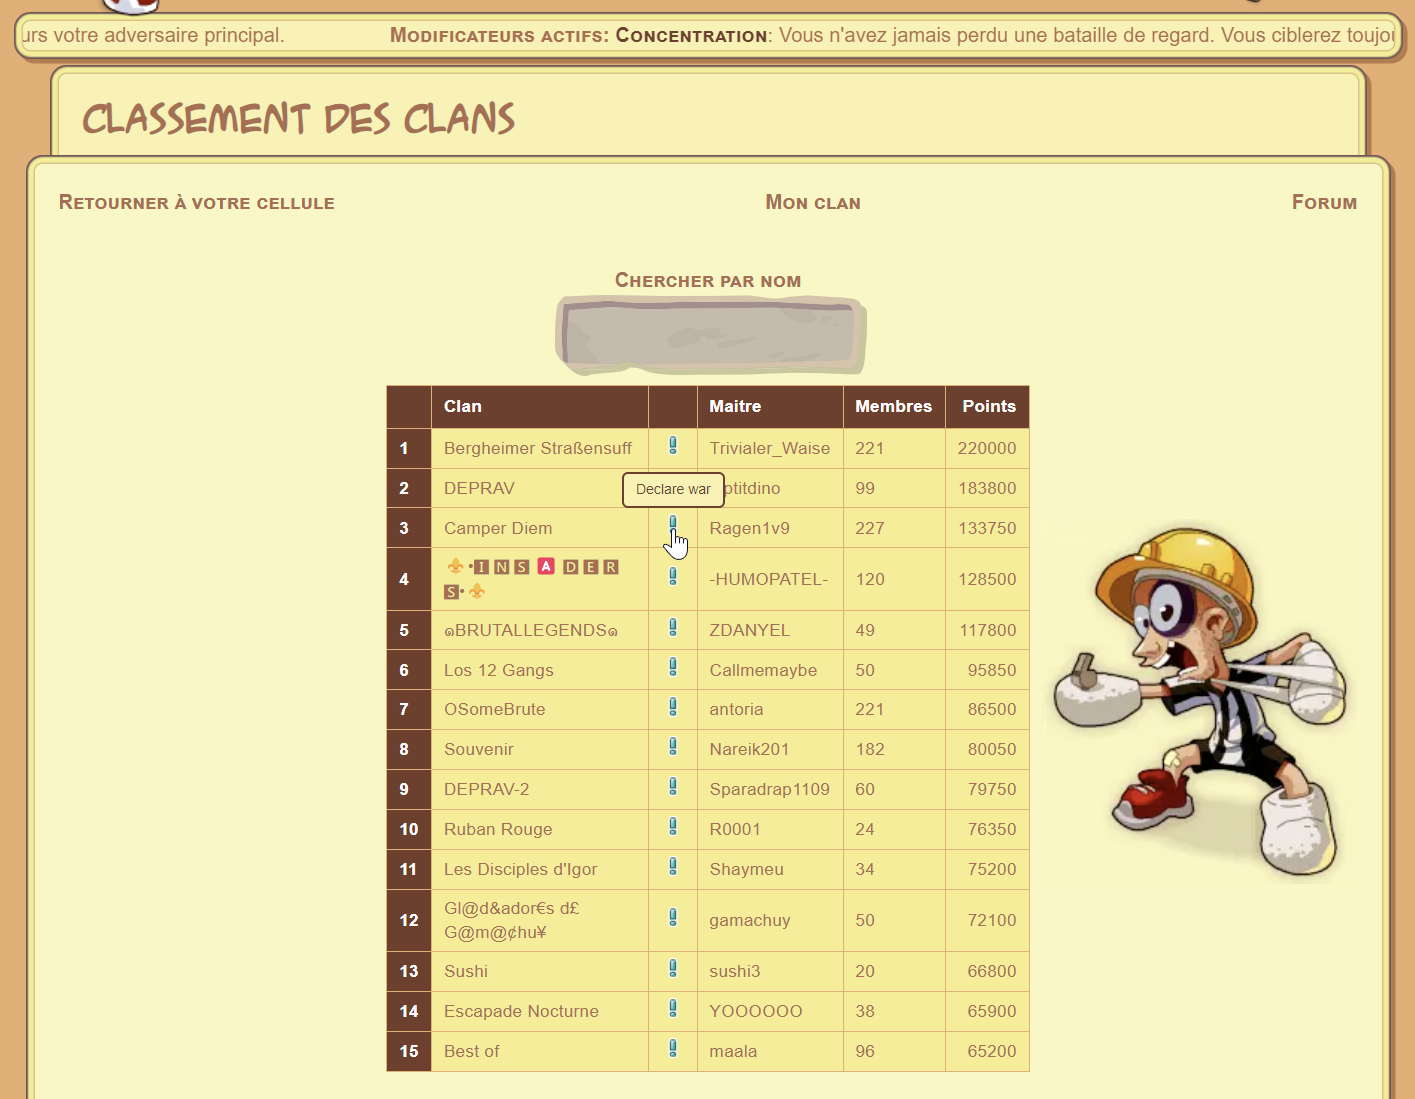 urs votre adversaire principal. Modificateurs actifs: Concentration: Vous n'avez jamais perdu une bataille de regard. Vous ciblerez toujou
CLASSEMENT DES CLANS
Retourner à votre cellule Mon clan Forum
Chercher par nom
Clan Maitre Membres Points
1 Bergheimer Straßensuff Trivialer_Waise 221 220000
2 DEPRAV ptitdino 99 183800
Declare war
3 Camper Diem Ragen1v9 227 133750
4 ⚜•🅸 🅽 🆂 🅰 🅳 🅴 🆁 🆂•⚜ -HUMOPATEL- 120 128500
5 ๑BRUTALLEGENDS๑ ZDANYEL 49 117800
6 Los 12 Gangs Callmemaybe 50 95850
7 OSomeBrute antoria 221 86500
8 Souvenir Nareik201 182 80050
9 DEPRAV-2 Sparadrap1109 60 79750
10 Ruban Rouge R0001 24 76350
11 Les Disciples d'Igor Shaymeu 34 75200
12 Gl@d&ador€s d£ G@m@¢hu¥ gamachuy 50 72100
13 Sushi sushi3 20 66800
14 Escapade Nocturne YOOOOOO 38 65900
15 Best of maala 96 65200